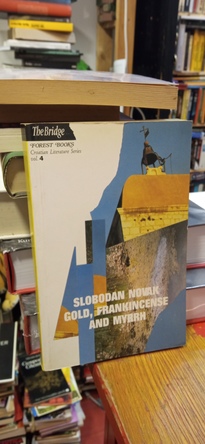 The Bridge
FOREST BOOKS
Croatian Literature Series
vol. 4
SLOBODAN NOVAK
GOLD, FRANKINCENSE
AND MYRRH